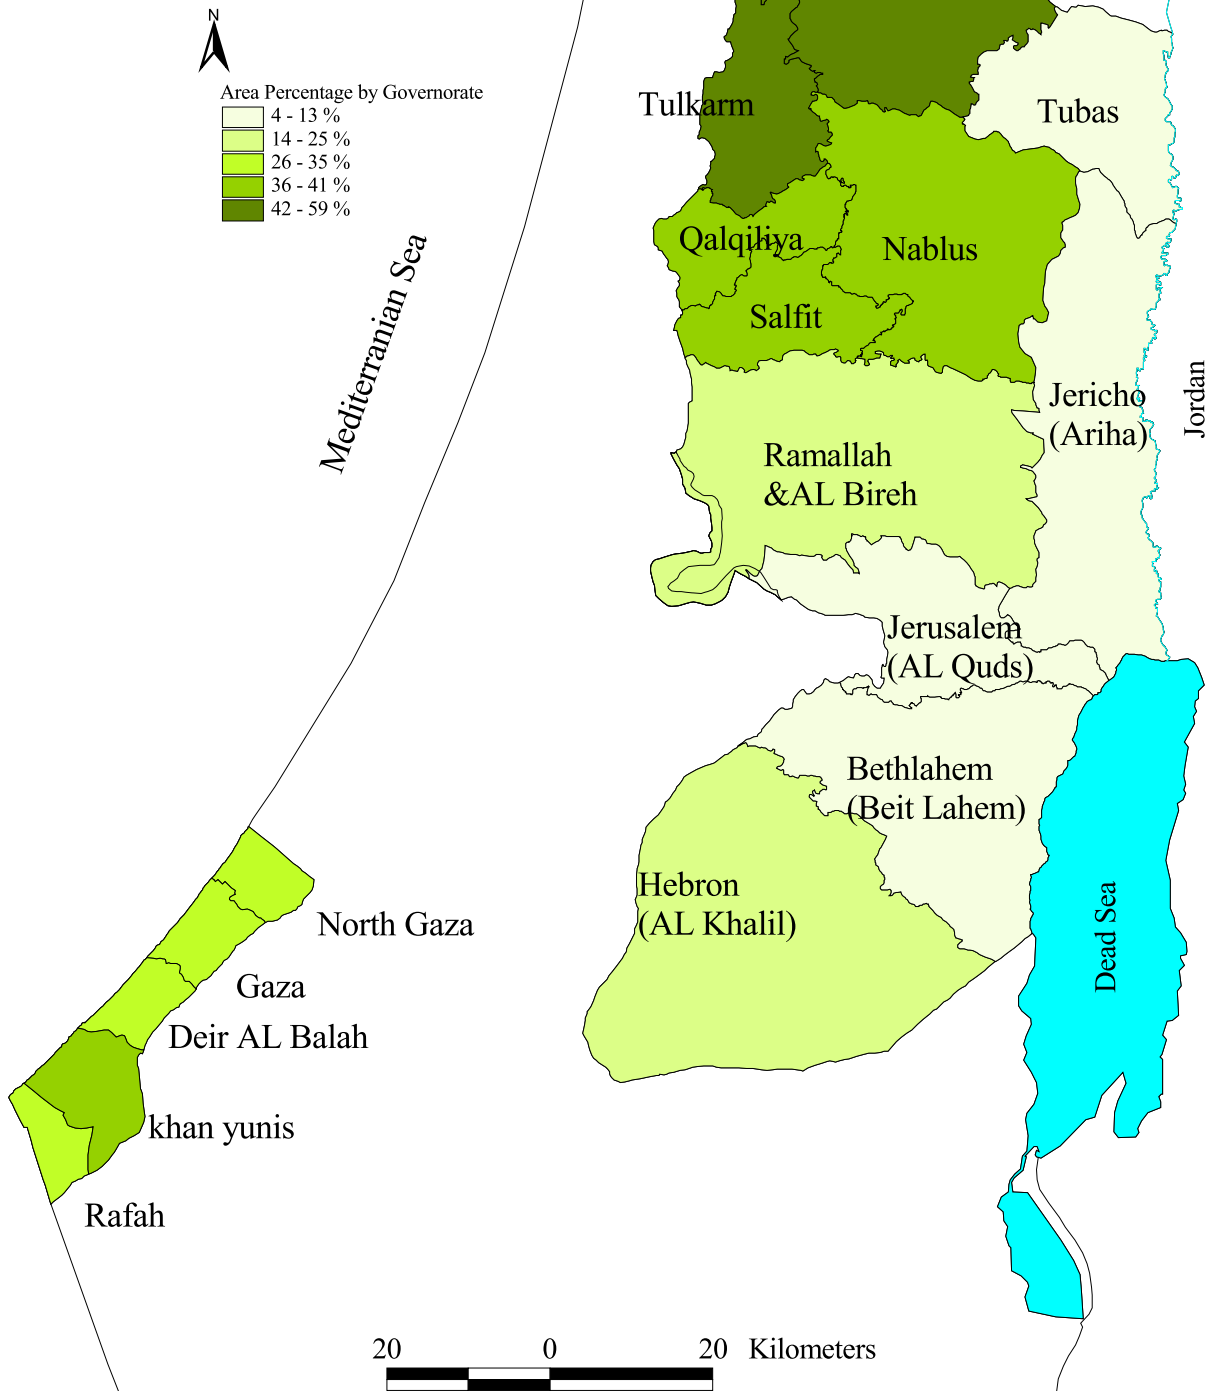 N
Area Percentage by Governorate
4 - 13 %
14 - 25 %
26 - 35 %
36 - 41 %
42 - 59 %
Tulkarm
Tubas
Qalqiliya
Nablus
Salfit
Mediterranian Sea
Jericho
(Ariha)
Jordan
Ramallah
&AL Bireh
Jerusalem
(AL Quds)
Bethlahem
(Beit Lahem)
Hebron
(AL Khalil)
Dead Sea
North Gaza
Gaza
Deir AL Balah
khan yunis
Rafah
20 0 20 Kilometers